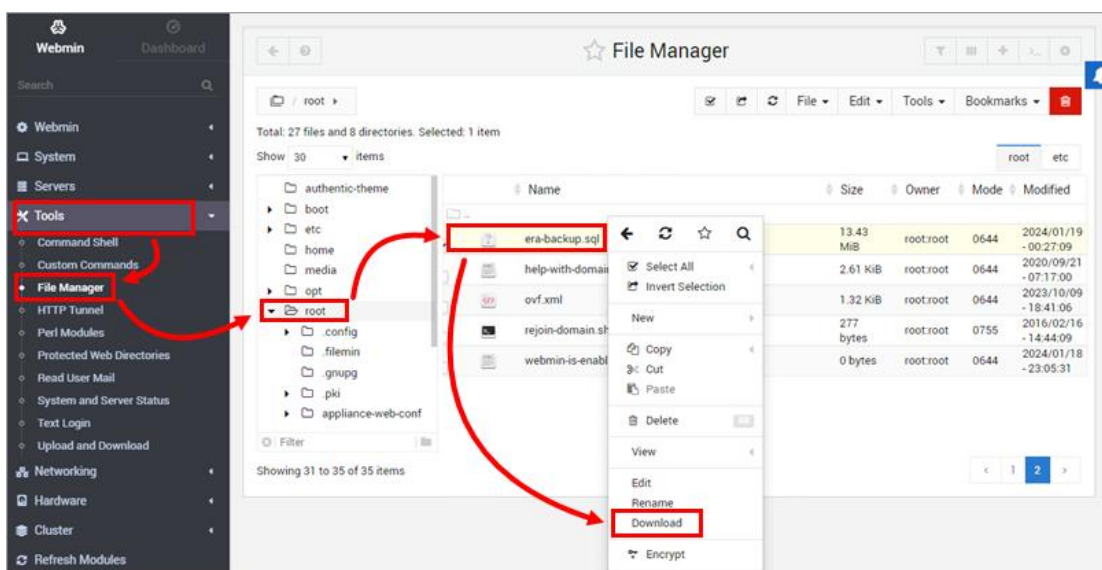 Webmin
Dashboard
Search
Webmin
System
Servers
Tools
Command Shell
Custom Commands
File Manager
HTTP Tunnel
Perl Modules
Protected Web Directories
Read User Mail
System and Server Status
Text Login
Upload and Download
Networking
Hardware
Cluster
Refresh Modules
File Manager
/ root
File Edit Tools Bookmarks
Total: 27 files and 8 directories. Selected: 1 item
Show 30 items
root etc
authentic-theme
boot
etc
home
media
opt
root
.config
.filemin
.gnupg
.pki
appliance-web-conf
Filter
Showing 31 to 35 of 35 items
Name Size Owner Mode Modified
..
era-backup.sql 13.43 MiB root:root 0644 2024/01/19 - 00:27:09
help-with-domai 2.61 KiB root:root 0644 2020/09/21 - 07:17:00
ovf.xml 1.32 KiB root:root 0644 2023/10/09 - 18:41:06
rejoin-domain.sh 277 bytes root:root 0755 2016/02/16 - 14:44:09
webmin-is-enabl 0 bytes root:root 0644 2024/01/18 - 23:05:31
Select All
Invert Selection
New
Copy
Cut
Paste
Delete
View
Edit
Rename
Download
Encrypt
1 2